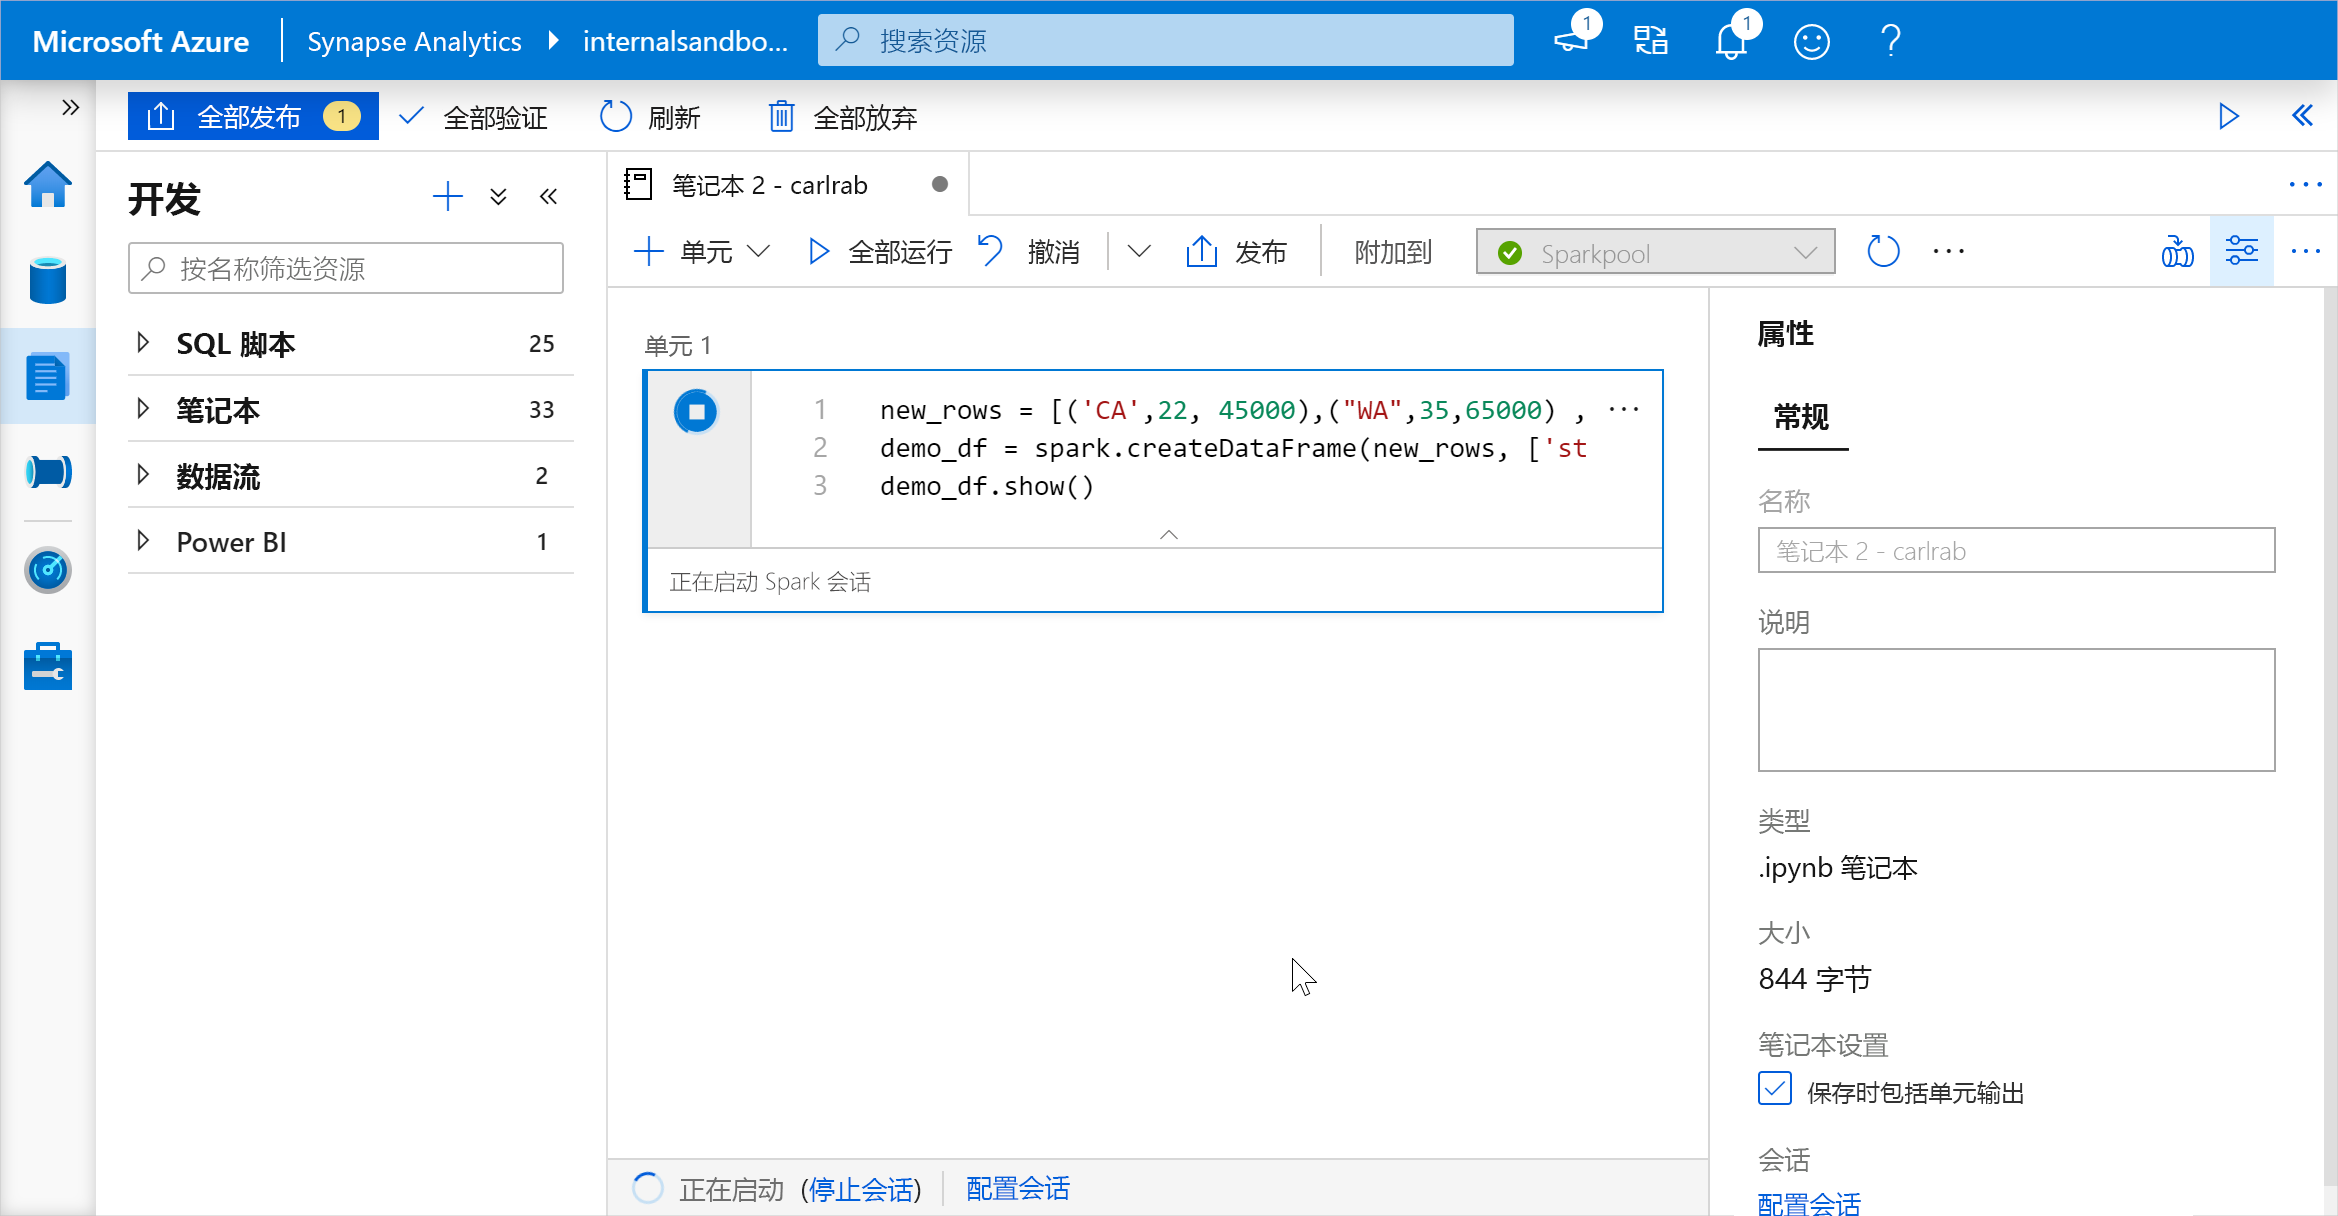 Microsoft Azure
Synapse Analytics
internalsandbo...
搜索资源
1
1
全部发布 1
全部验证
刷新
全部放弃
开发
按名称筛选资源
SQL 脚本 25
笔记本 33
数据流 2
Power BI 1
笔记本 2 - carlrab
单元
全部运行
撤消
发布
附加到
Sparkpool
单元 1
1 new_rows = [('CA',22, 45000),("WA",35,65000) ,
2 demo_df = spark.createDataFrame(new_rows, ['st
3 demo_df.show()
正在启动 Spark 会话
正在启动 (停止会话)
配置会话
属性
常规
名称
笔记本 2 - carlrab
说明
类型
.ipynb 笔记本
大小
844 字节
笔记本设置
保存时包括单元输出
会话
配置会话